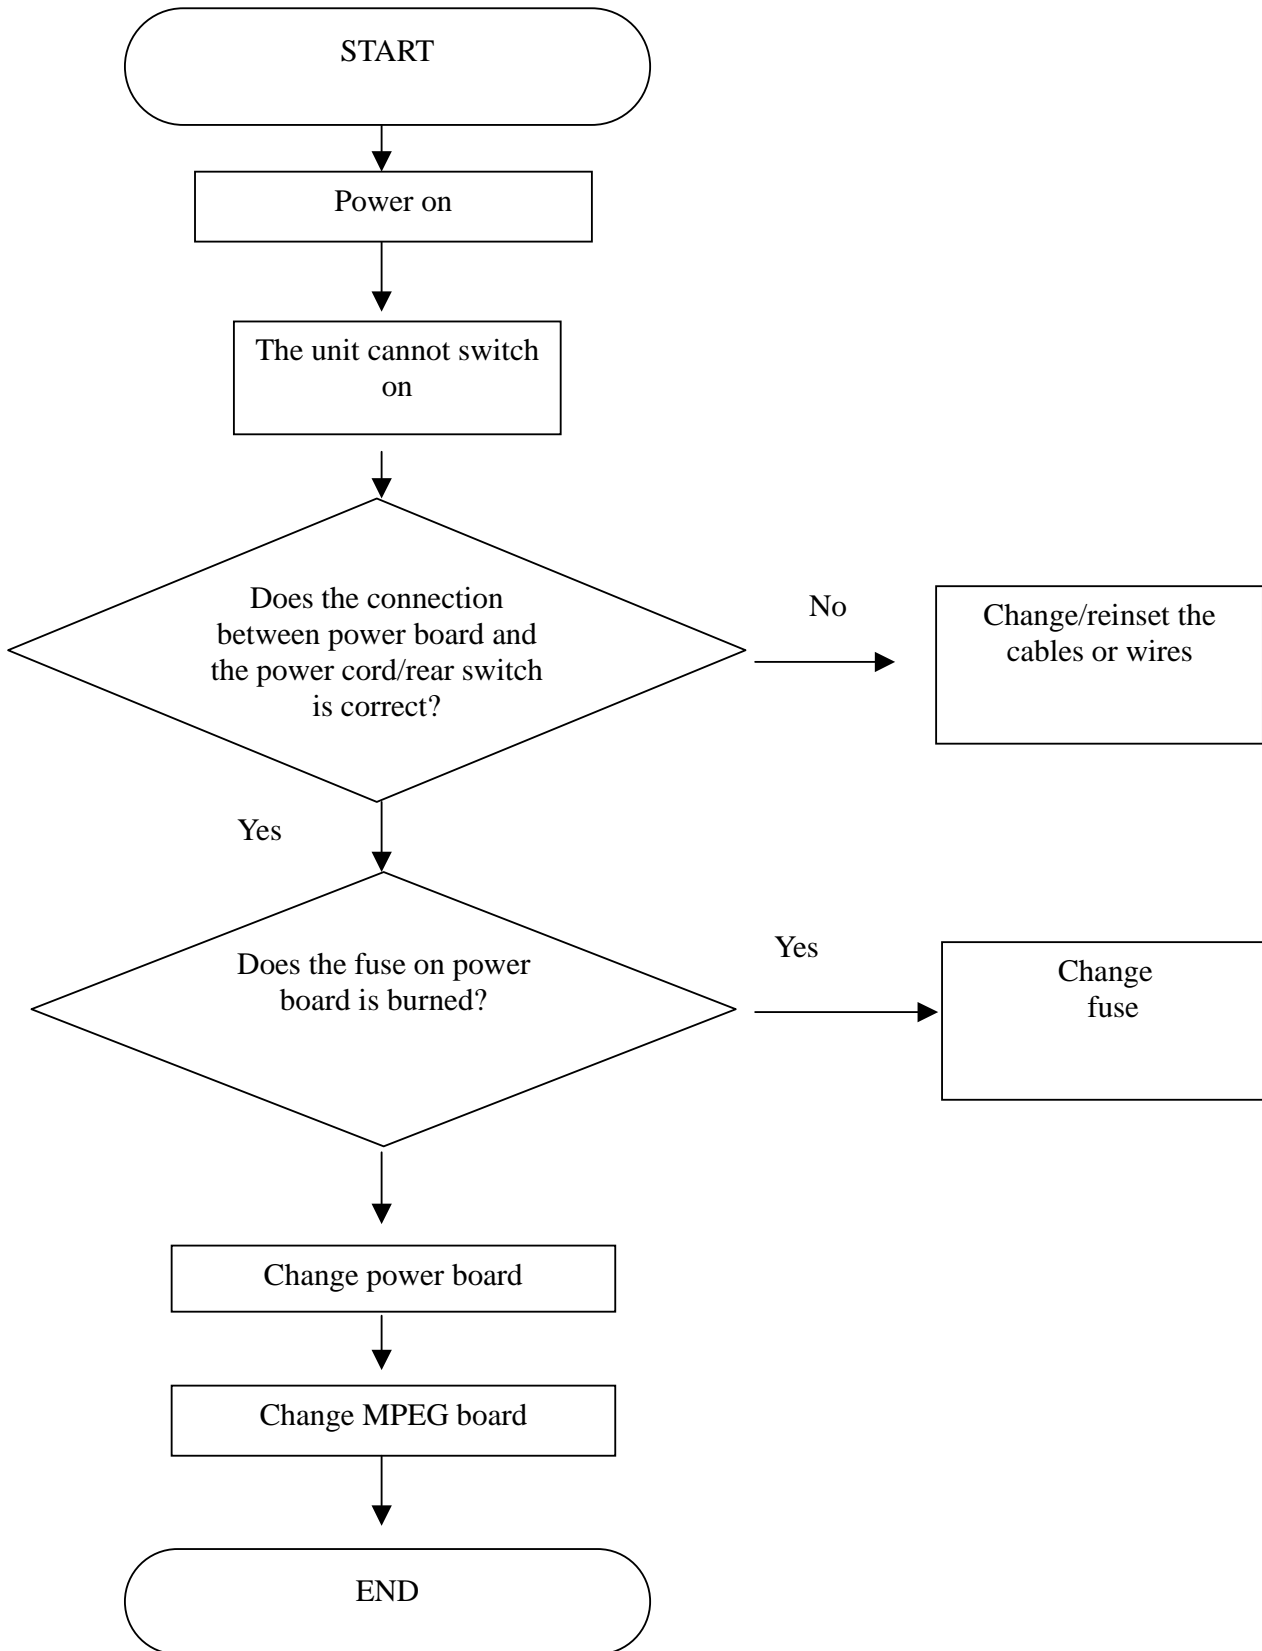 START
Power on
The unit cannot switch
on
Does the connection
between power board and
the power cord/rear switch
is correct?
No
Change/reinset the
cables or wires
Yes
Does the fuse on power
board is burned?
Yes
Change
fuse
Change power board
Change MPEG board
END